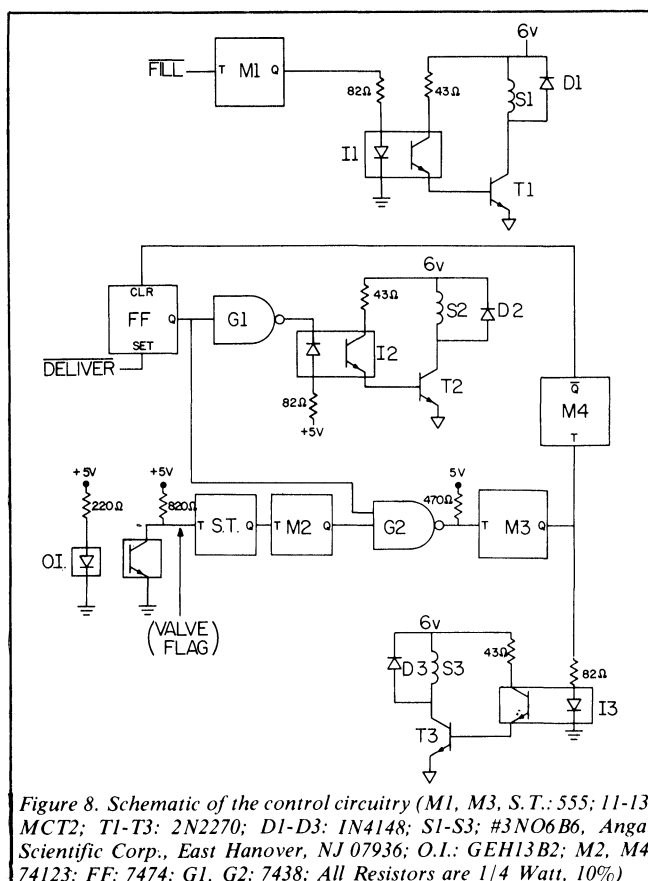 6v
FILL
T M1 Q
82Ω
43Ω
S1
D1
I1
T1
CLR
FF Q
SET
DELIVER
G1
6v
43Ω
S2
D2
I2
T2
82Ω
+5V
Q
M4
T
+5V
220Ω
O.I.
+5V
820Ω
T S.T. Q
T M2 Q
G2
5V
470Ω
T M3 Q
(VALVE
FLAG)
6v
D3
S3
43Ω
82Ω
I3
T3
Figure 8. Schematic of the control circuitry (M1, M3, S.T.: 555; 11-13
MCT2; T1-T3: 2N2270; D1-D3: 1N4148; S1-S3; #3NO6B6, Anga
Scientific Corp., East Hanover, NJ 07936; O.I.: GEH13B2; M2, M4
74123; FF: 7474; G1, G2; 7438; All Resistors are 1/4 Watt, 10%)